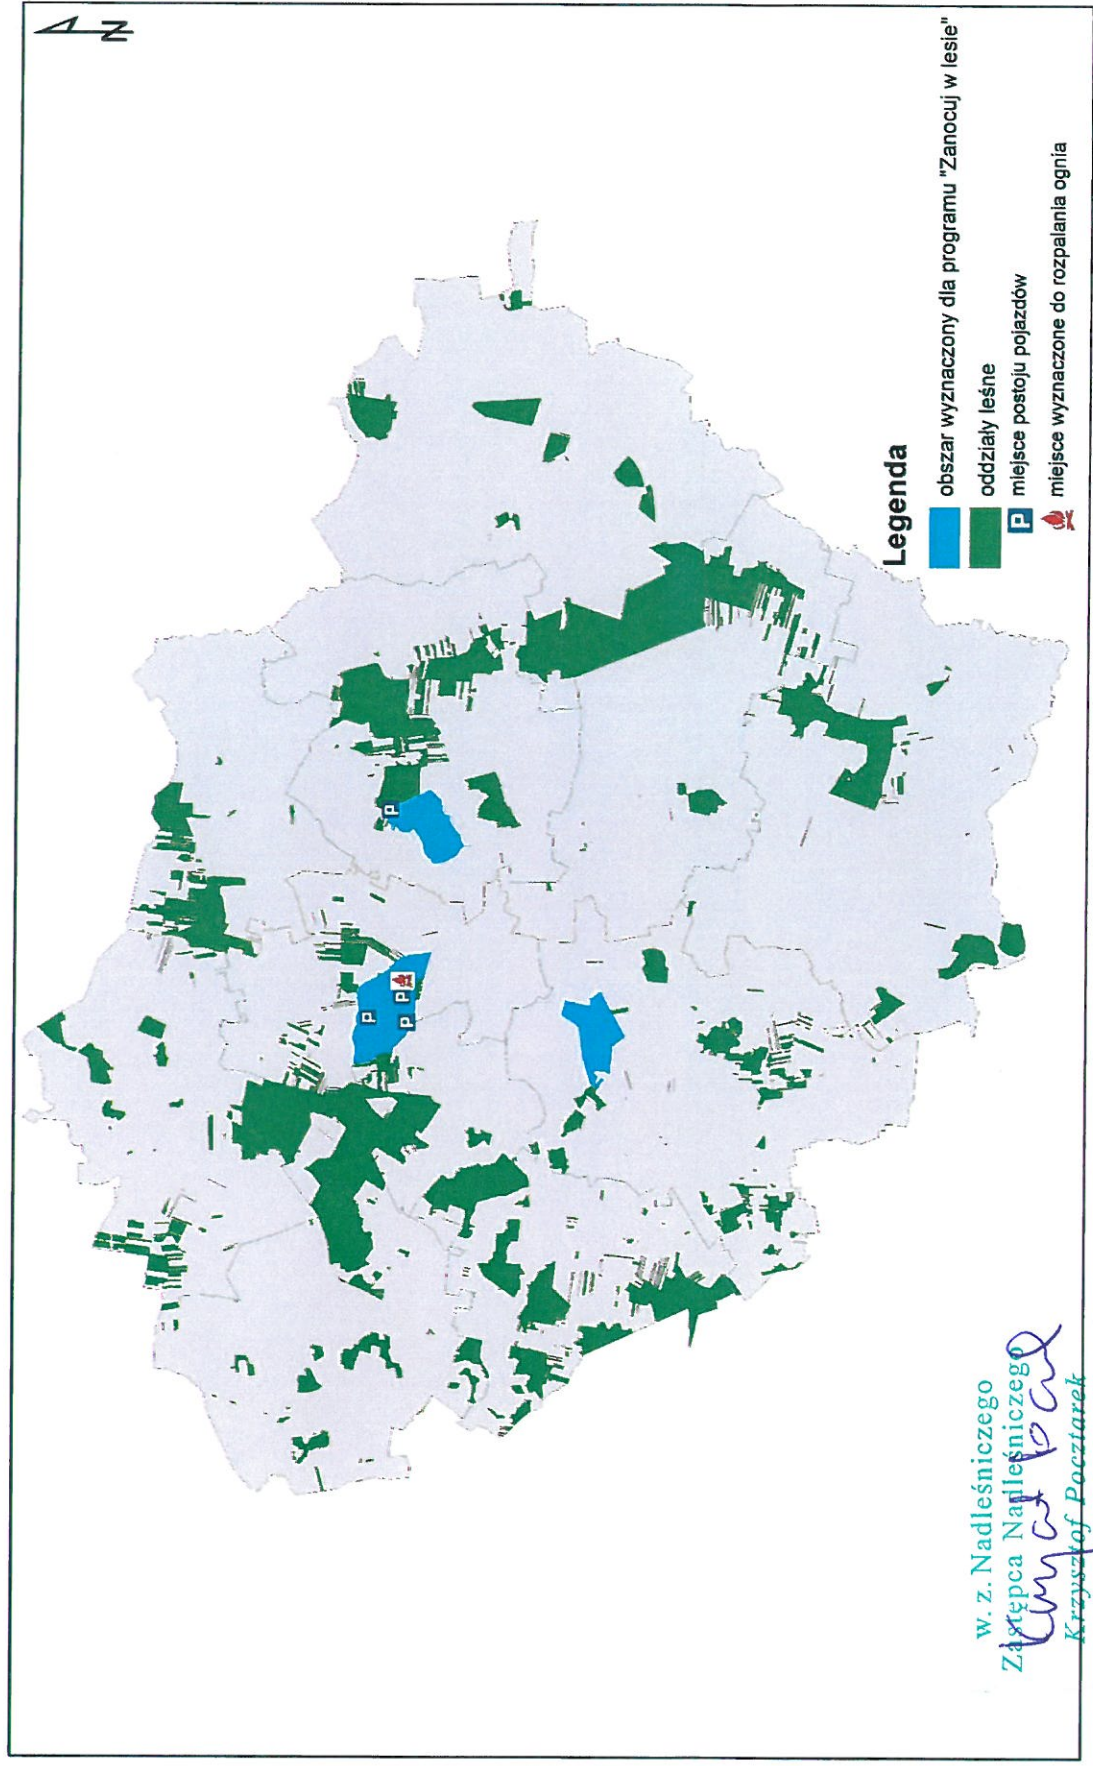 N
P
P
P
P
Legenda
obszar wyznaczony dla programu "Zanocuj w lesie"
oddziały leśne
P miejsce postoju pojazdów
miejsce wyznaczone do rozpalania ognia
w. z. Nadleśniczego
Zastępca Nadleśniczego
Krzysztof Pocztarek